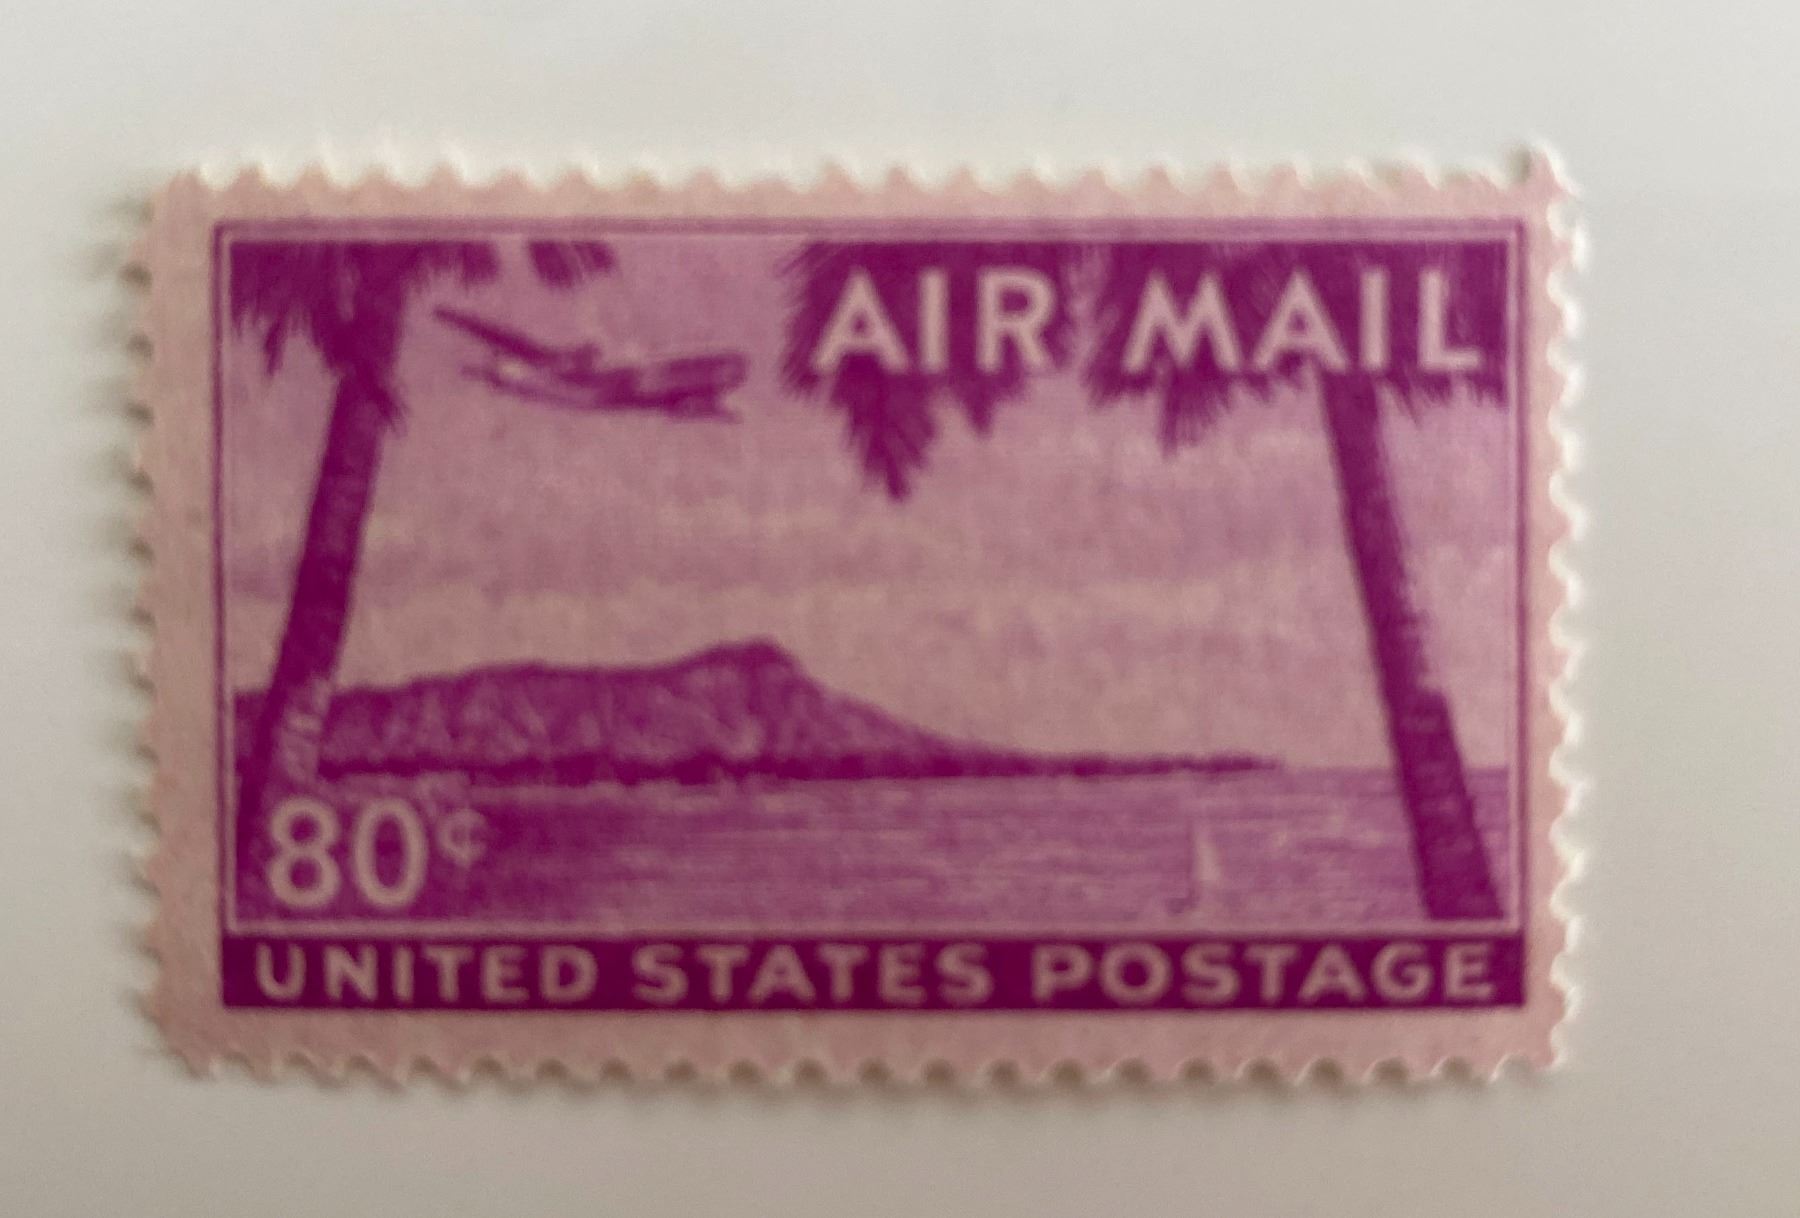 AIR MAIL
80¢
UNITED STATES POSTAGE